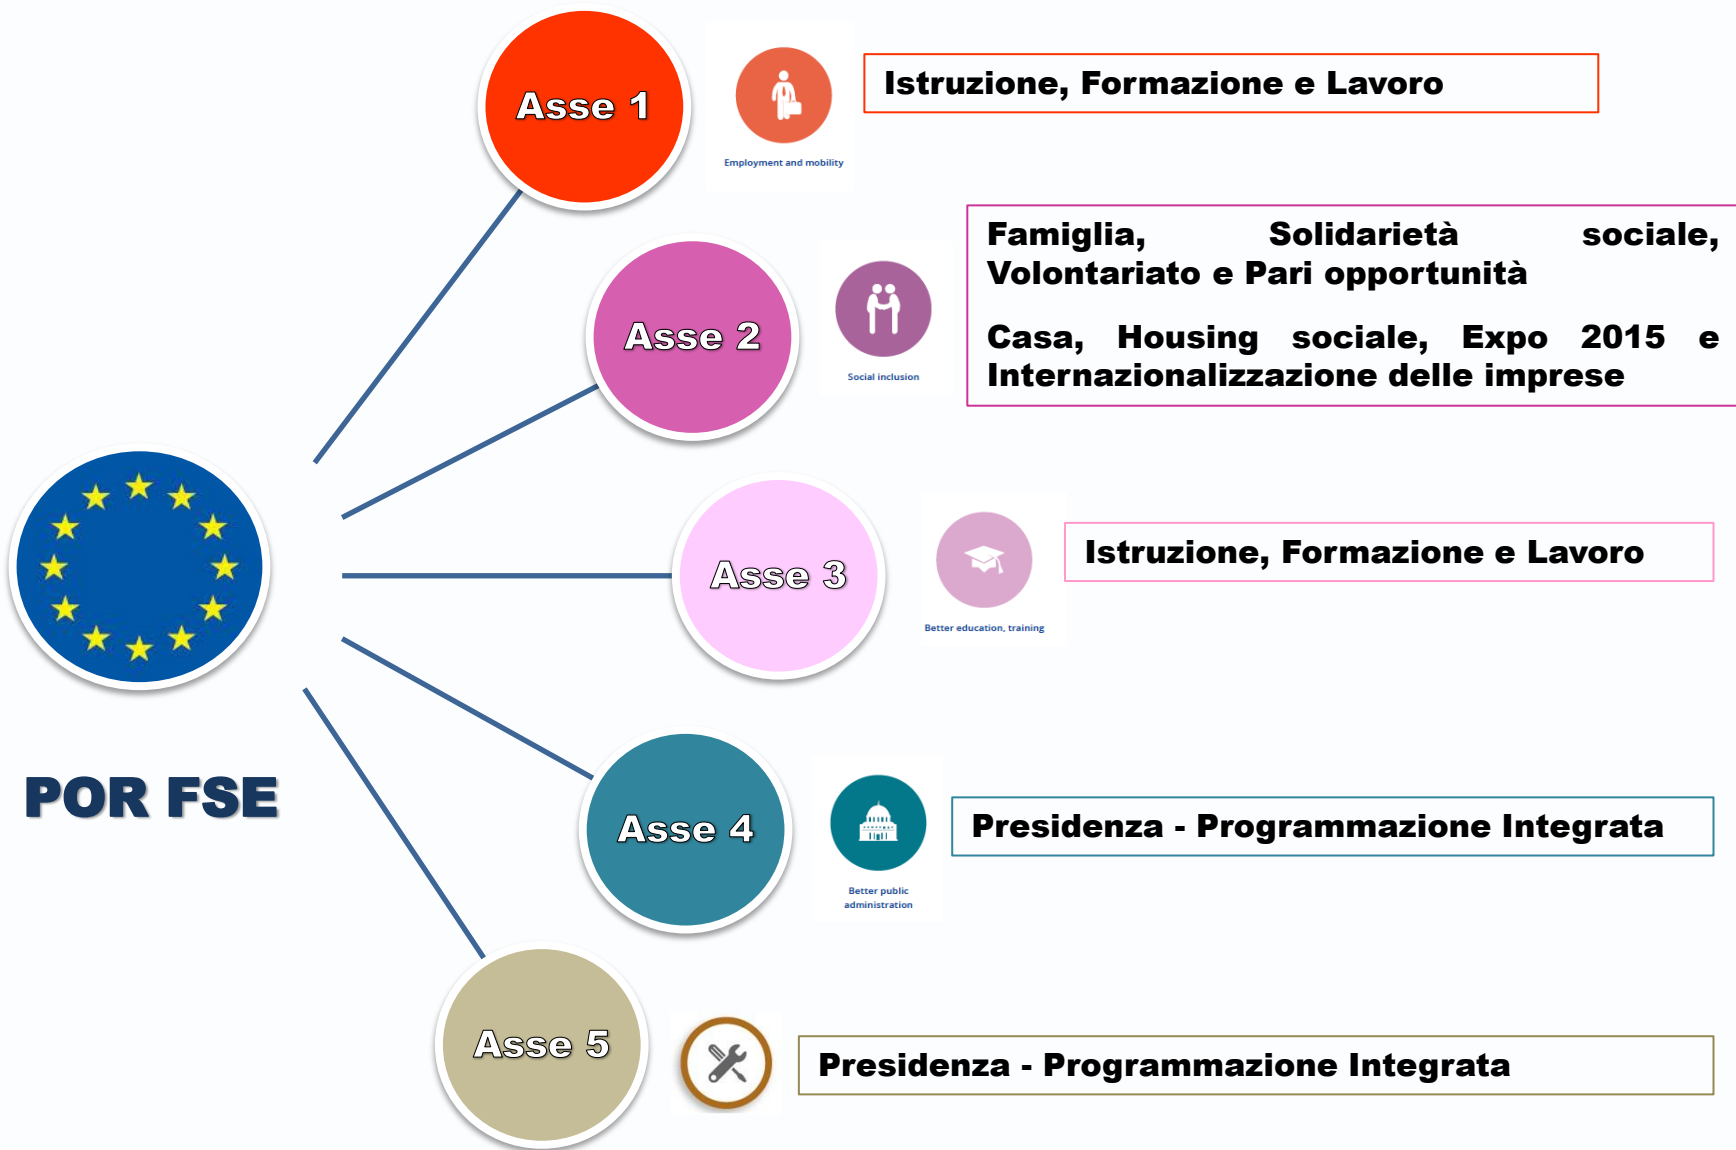 Asse 1
Employment and mobility
Istruzione, Formazione e Lavoro
Asse 2
Social inclusion
Famiglia, Solidarietà sociale,
Volontariato e Pari opportunità
Casa, Housing sociale, Expo 2015 e
Internazionalizzazione delle imprese
Asse 3
Better education, training
Istruzione, Formazione e Lavoro
POR FSE
Asse 4
Better public
administration
Presidenza - Programmazione Integrata
Asse 5
Presidenza - Programmazione Integrata